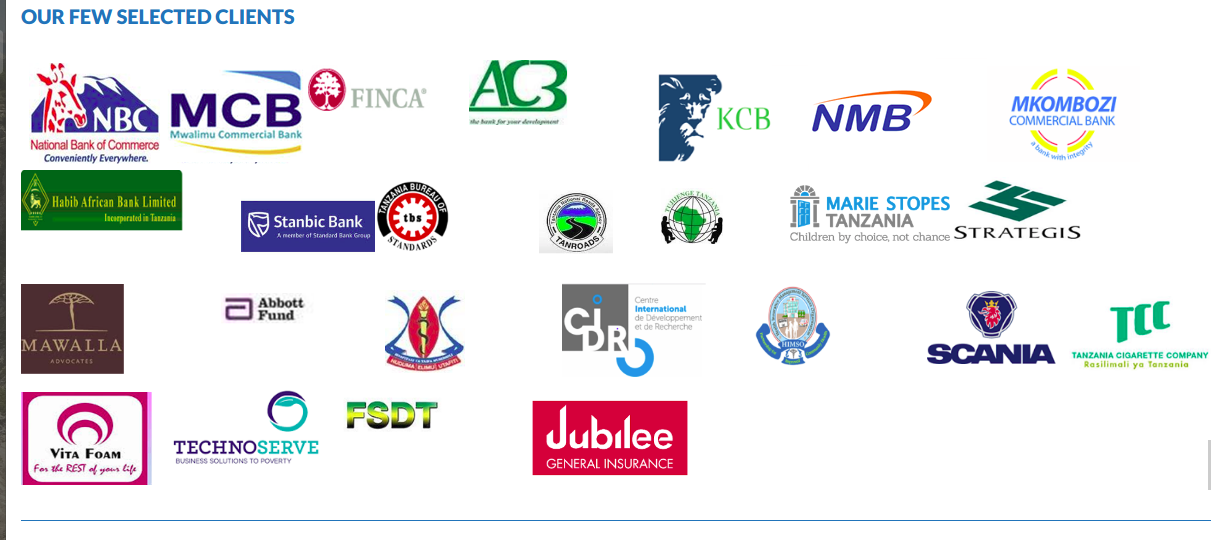 OUR FEW SELECTED CLIENTS
NBC
National Bank of Commerce
Conveniently Everywhere.
MCB
Mwalimu Commercial Bank
FINCA
ACB
the bank for your development
KCB
NMB
MKOMBOZI
COMMERCIAL BANK
a bank with integrity
Habib African Bank Limited
Incorporated in Tanzania
Stanbic Bank
A member of Standard Bank Group
TANZANIA BUREAU OF
tbs
STANDARDS
TANROADS
TANZANIA
MARIE STOPES
TANZANIA
Children by choice, not chance
STRATEGIS
MAWALLA
ADVOCATES
Abbott
Fund
HUDUMA ELIMU UTAFITI
CIDR
Centre
International
de Développement
et de Recherche
HIMSO
SCANIA
TCC
TANZANIA CIGARETTE COMPANY
Rasilimali ya Tanzania
VITA FOAM
For the REST of your life
TECHNOSERVE
BUSINESS SOLUTIONS TO POVERTY
FSDT
Jubilee
GENERAL INSURANCE